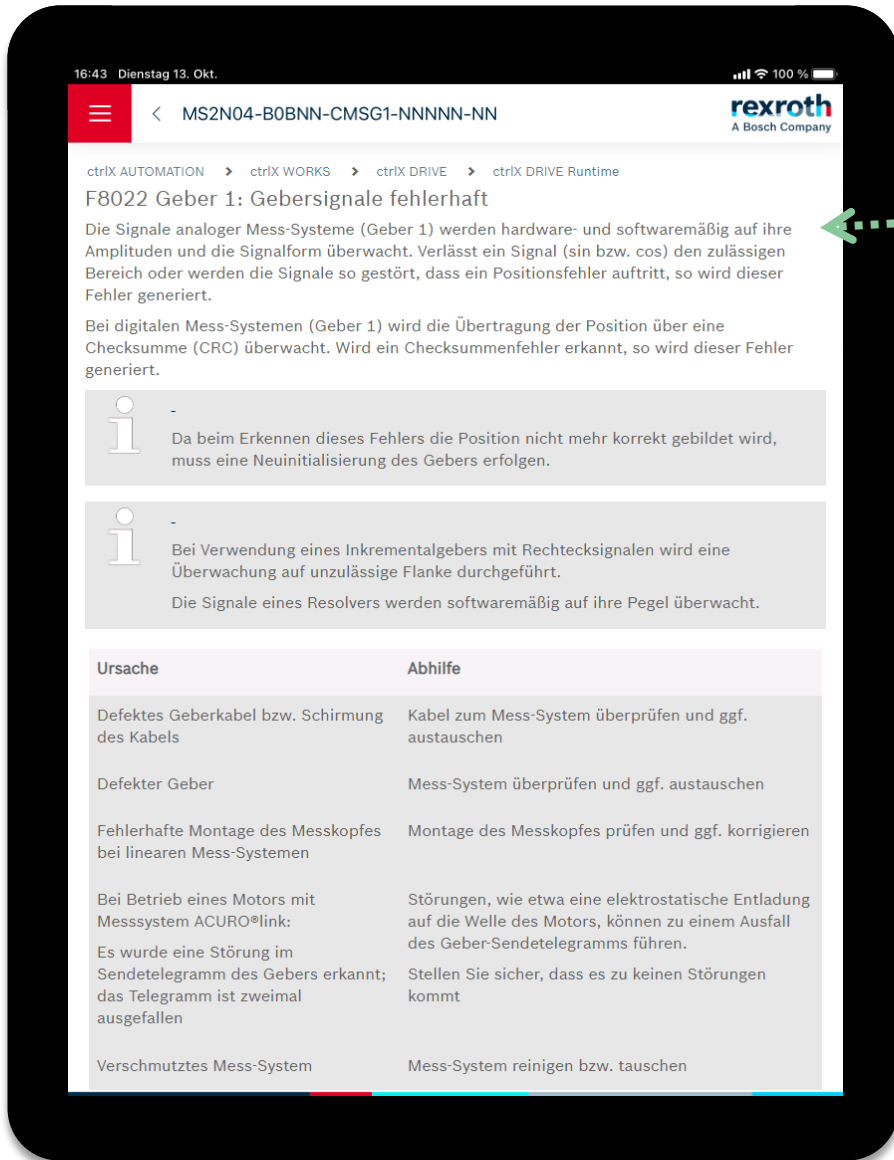 16:43 Dienstag 13. Okt.
100 %
MS2N04-B0BNN-CMSG1-NNNNN-NN
rexroth
A Bosch Company
ctrlX AUTOMATION > ctrlX WORKS > ctrlX DRIVE > ctrlX DRIVE Runtime
F8022 Geber 1: Gebersignale fehlerhaft
Die Signale analoger Mess-Systeme (Geber 1) werden hardware- und softwaremäßig auf ihre
Amplituden und die Signalform überwacht. Verlässt ein Signal (sin bzw. cos) den zulässigen
Bereich oder werden die Signale so gestört, dass ein Positionsfehler auftritt, so wird dieser
Fehler generiert.
Bei digitalen Mess-Systemen (Geber 1) wird die Übertragung der Position über eine
Checksumme (CRC) überwacht. Wird ein Checksummenfehler erkannt, so wird dieser Fehler
generiert.
-
Da beim Erkennen dieses Fehlers die Position nicht mehr korrekt gebildet wird,
muss eine Neuinitialisierung des Gebers erfolgen.
-
Bei Verwendung eines Inkrementalgebers mit Rechtecksignalen wird eine
Überwachung auf unzulässige Flanke durchgeführt.
Die Signale eines Resolvers werden softwaremäßig auf ihre Pegel überwacht.
Ursache
Abhilfe
Defektes Geberkabel bzw. Schirmung
des Kabels
Kabel zum Mess-System überprüfen und ggf.
austauschen
Defekter Geber
Mess-System überprüfen und ggf. austauschen
Fehlerhafte Montage des Messkopfes
bei linearen Mess-Systemen
Montage des Messkopfes prüfen und ggf. korrigieren
Bei Betrieb eines Motors mit
Messsystem ACURO®link:
Es wurde eine Störung im
Sendetelegramm des Gebers erkannt;
das Telegramm ist zweimal
ausgefallen
Störungen, wie etwa eine elektrostatische Entladung
auf die Welle des Motors, können zu einem Ausfall
des Geber-Sendetelegramms führen.
Stellen Sie sicher, dass es zu keinen Störungen
kommt
Verschmutztes Mess-System
Mess-System reinigen bzw. tauschen